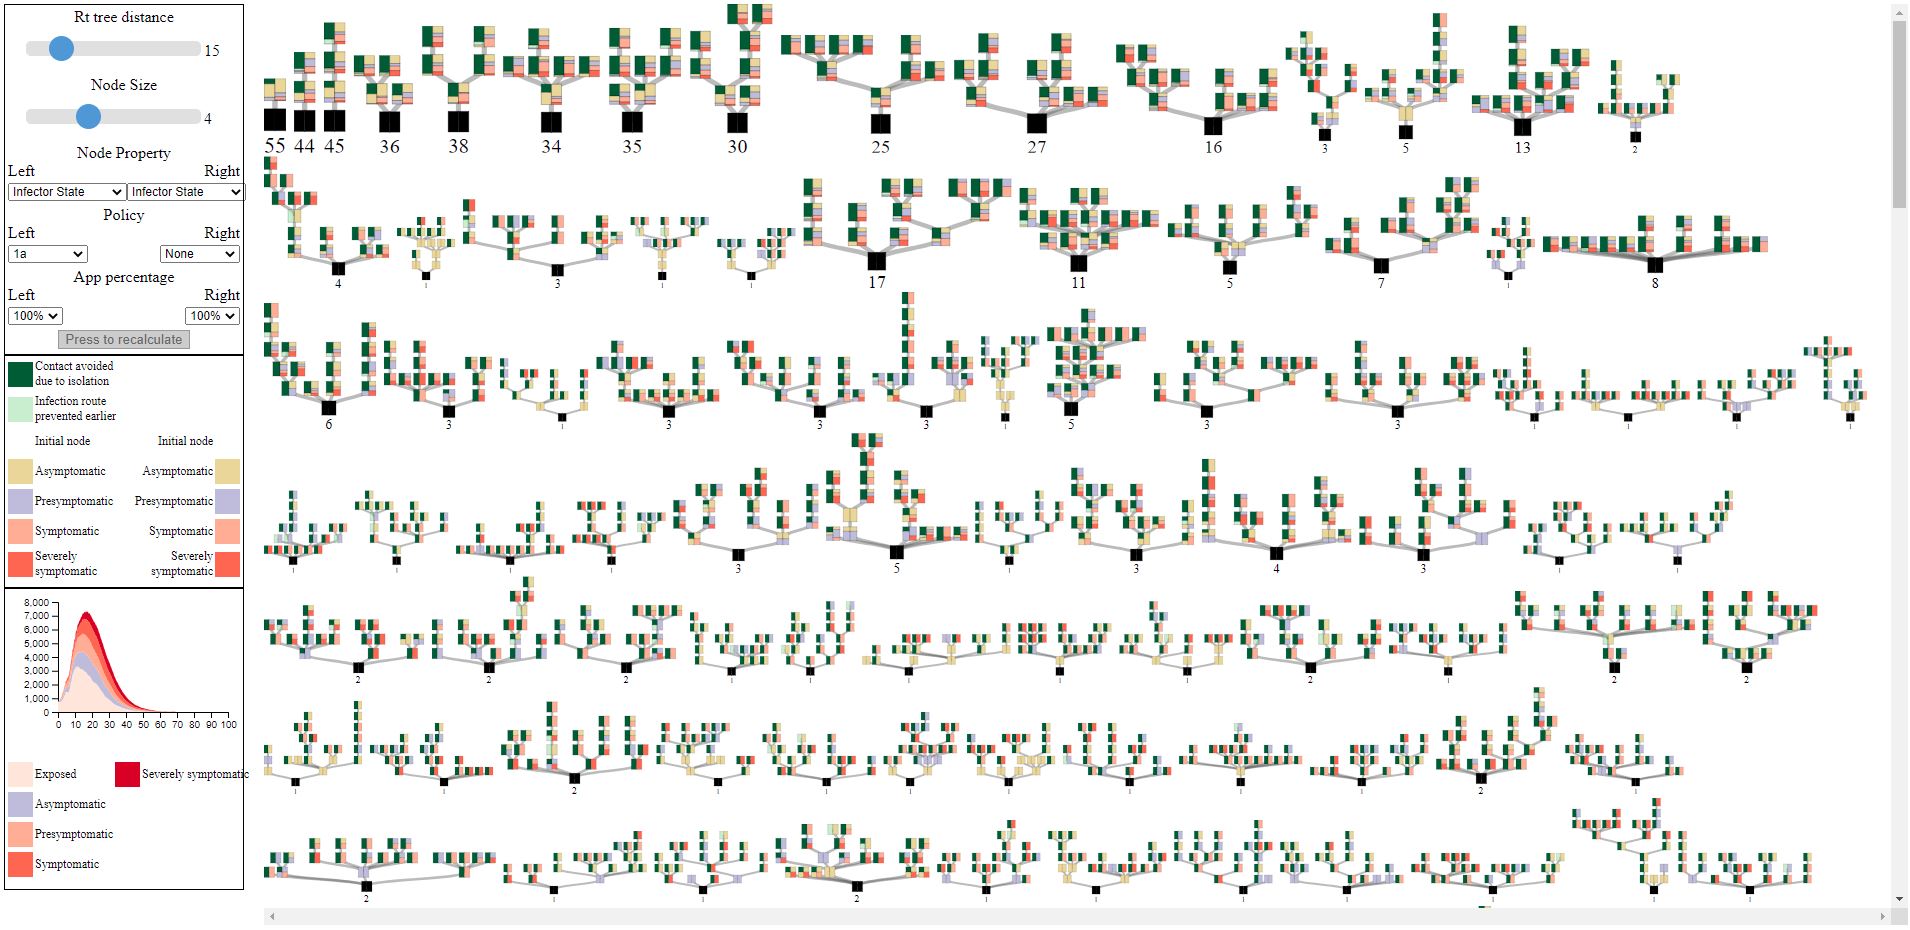 Rt tree distance
15
Node Size
4
Node Property
Left Right
Infector State Infector State
Policy
Left Right
1a None
App percentage
Left Right
100% 100%
Press to recalculate
Contact avoided
due to isolation
Infection route
prevented earlier
Initial node Initial node
Asymptomatic Asymptomatic
Presymptomatic Presymptomatic
Symptomatic Symptomatic
Severely Severely
symptomatic symptomatic
8,000
7,000
6,000
5,000
4,000
3,000
2,000
1,000
0
0 10 20 30 40 50 60 70 80 90 100
Exposed Severely symptomatic
Asymptomatic
Presymptomatic
Symptomatic
55 44 45 36 38 34 35 30 25 27 16 3 5 13 2
4 1 3 1 1 17 11 5 7 1 8
6 3 1 3 3 3 1 5 3 3 1 1 1 1
1 1 1 1 3 5 1 3 4 3 1 1
2 2 2 1 1 1 1 1 2 1 2 2
1 1 2 1 1 1 1 1 1 1 2 1
2 1 1 2 1 1 1 1 1 1 1